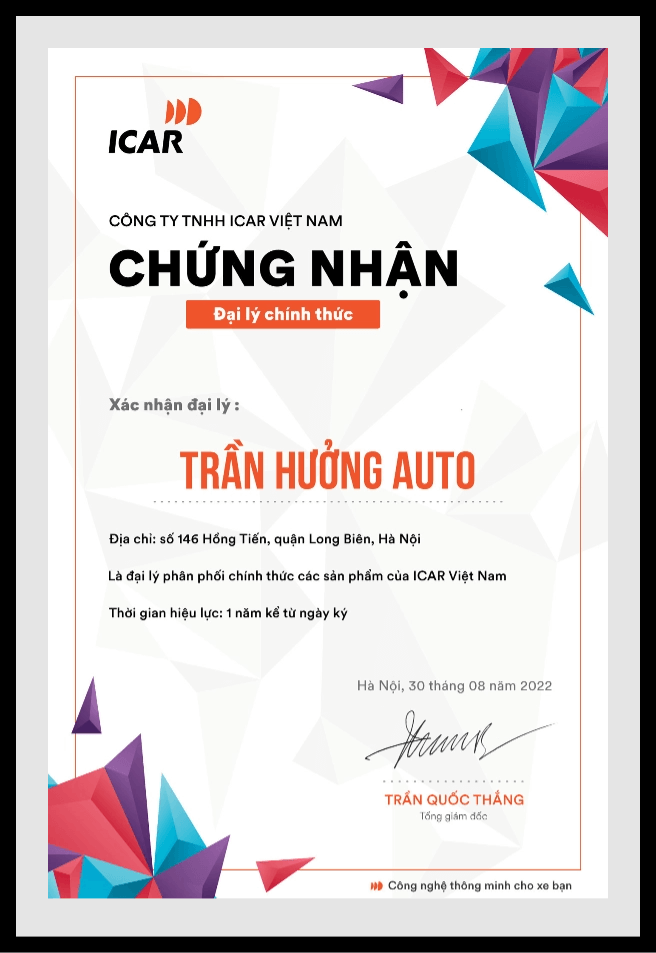 ICAR
CÔNG TY TNHH ICAR VIỆT NAM
CHỨNG NHẬN
Đại lý chính thức
Xác nhận đại lý :
TRẦN HƯỞNG AUTO
Địa chỉ: số 146 Hồng Tiến, quận Long Biên, Hà Nội
Là đại lý phân phối chính thức các sản phẩm của ICAR Việt Nam
Thời gian hiệu lực: 1 năm kể từ ngày ký
Hà Nội, 30 tháng 08 năm 2022
TRẦN QUỐC THẮNG
Tổng giám đốc
Công nghệ thông minh cho xe bạn